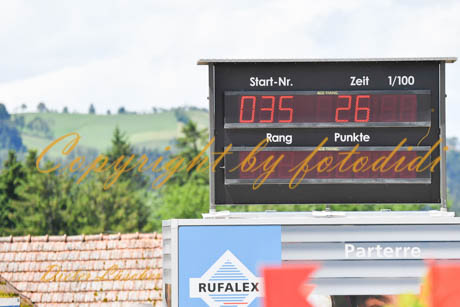 Start-Nr. Zeit 1/100
035 26
Rang Punkte
Copyright by fotodidi
RUFALEX
Parterre